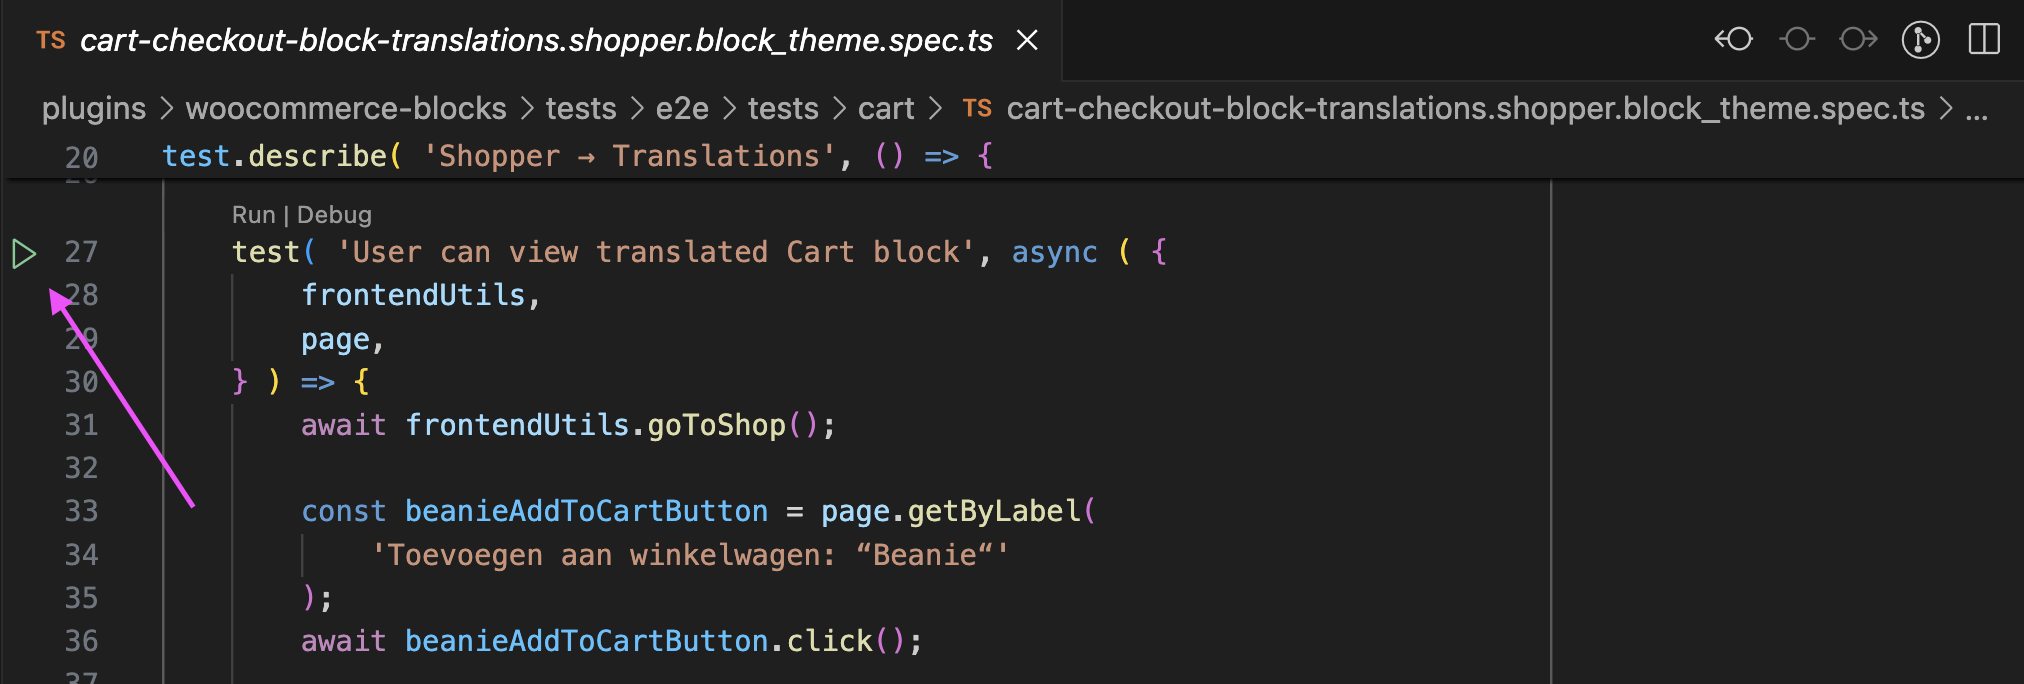 TS cart-checkout-block-translations.shopper.block_theme.spec.ts
plugins > woocommerce-blocks > tests > e2e > tests > cart > TS cart-checkout-block-translations.shopper.block_theme.spec.ts > ...
20 test.describe( 'Shopper → Translations', () => {
Run | Debug
27 test( 'User can view translated Cart block', async ( {
28 frontendUtils,
29 page,
30 } ) => {
31 await frontendUtils.goToShop();
32
33 const beanieAddToCartButton = page.getByLabel(
34 'Toevoegen aan winkelwagen: “Beanie“'
35 );
36 await beanieAddToCartButton.click();
37